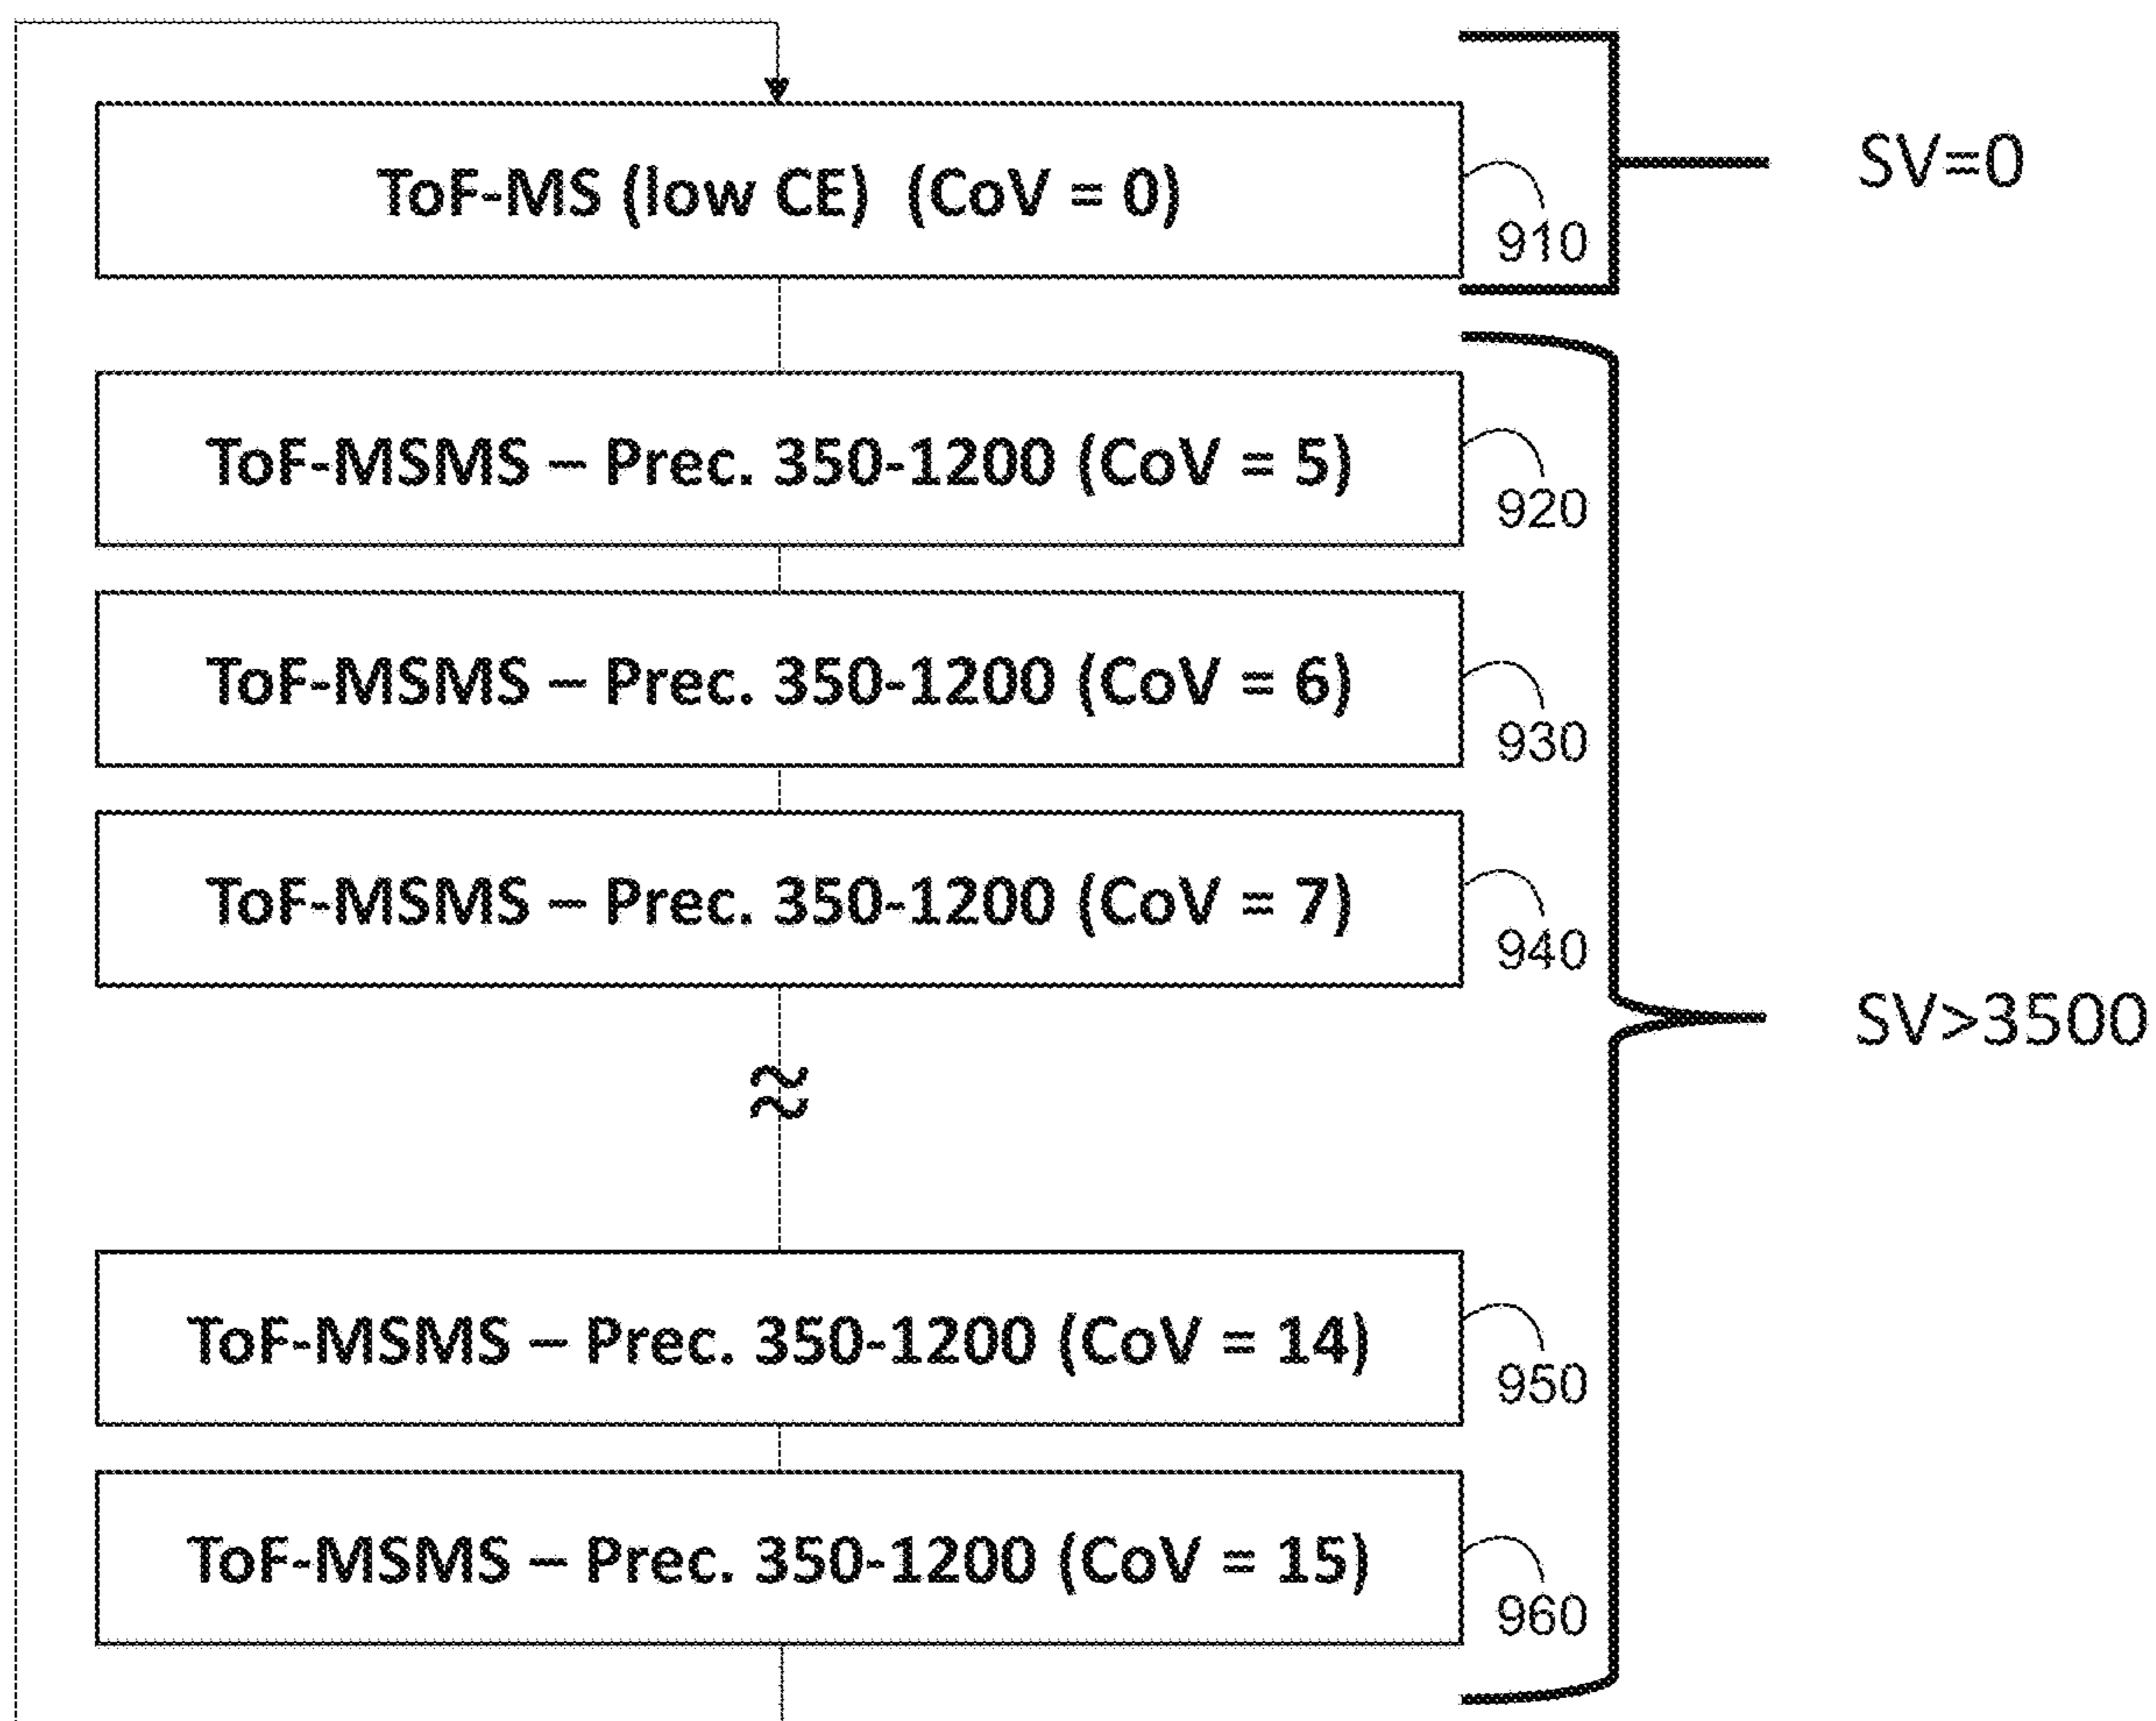 ToF-MS (low CE) (CoV = 0)
910
SV=0
ToF-MSMS – Prec. 350-1200 (CoV = 5)
920
ToF-MSMS – Prec. 350-1200 (CoV = 6)
930
ToF-MSMS – Prec. 350-1200 (CoV = 7)
940
SV>3500
≈
ToF-MSMS – Prec. 350-1200 (CoV = 14)
950
ToF-MSMS – Prec. 350-1200 (CoV = 15)
960